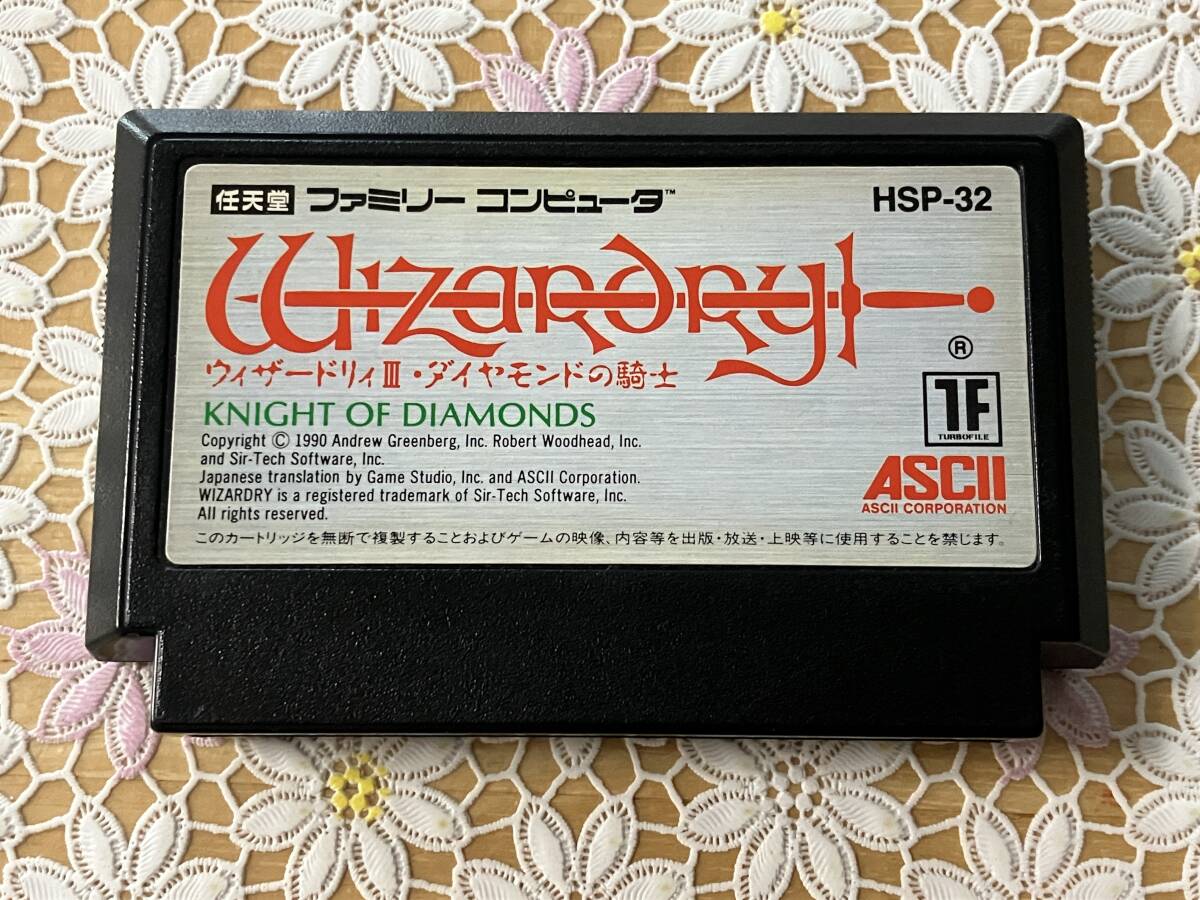 任天堂 ファミリー コンピュータ™ HSP-32
Wizardry
®
ウィザードリィⅢ・ダイヤモンドの騎士
KNIGHT OF DIAMONDS
Copyright © 1990 Andrew Greenberg, Inc. Robert Woodhead, Inc.
and Sir-Tech Software, Inc.
Japanese translation by Game Studio, Inc. and ASCII Corporation.
WIZARDRY is a registered trademark of Sir-Tech Software, Inc.
All rights reserved.
TF
TURBOFILE
ASCII
ASCII CORPORATION
このカートリッジを無断で複製することおよびゲームの映像、内容等を出版・放送・上映等に使用することを禁じます。